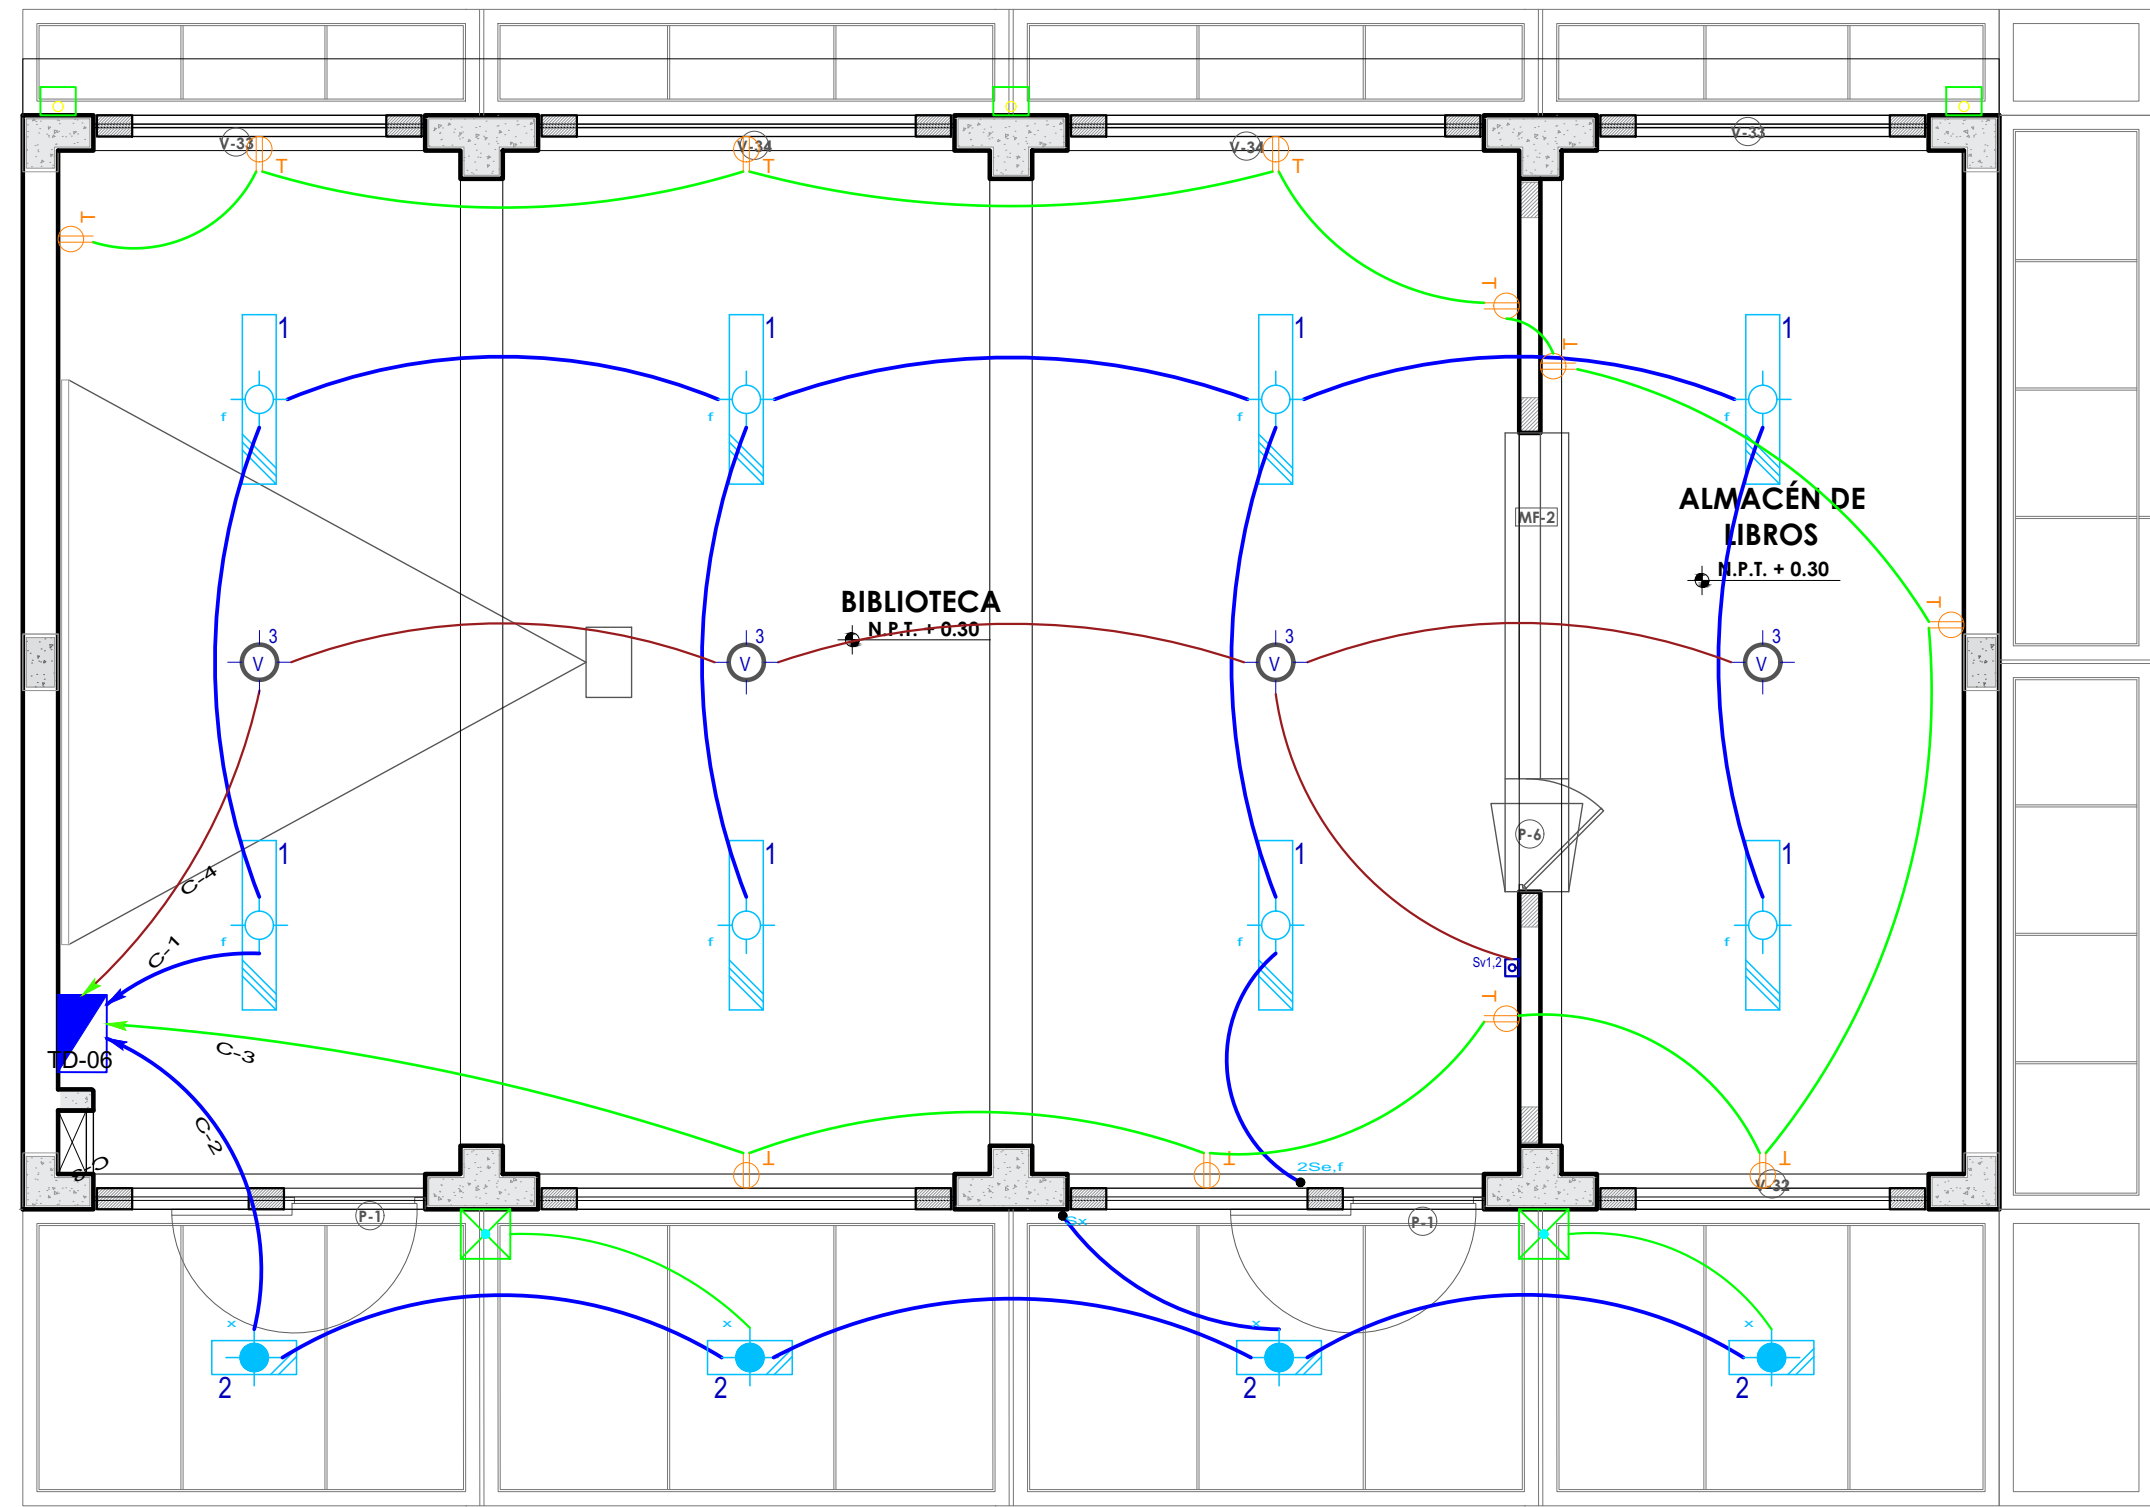 V-33
V-34
V-34
V-33
T
T
T
T
T
T
1
1
1
1
f
f
f
f
MF-2
ALMACÉN DE
LIBROS
N.P.T. + 0.30
BIBLIOTECA
N.P.T. + 0.30
T
3
3
3
3
V
V
V
V
P-6
1
1
1
1
C-4
C-1
f
f
f
f
Sv1,2
T
TD-06
C-3
C-2
C-5
T
T
T
2Se,f
V-32
P-1
Sx
P-1
x
x
x
x
2
2
2
2